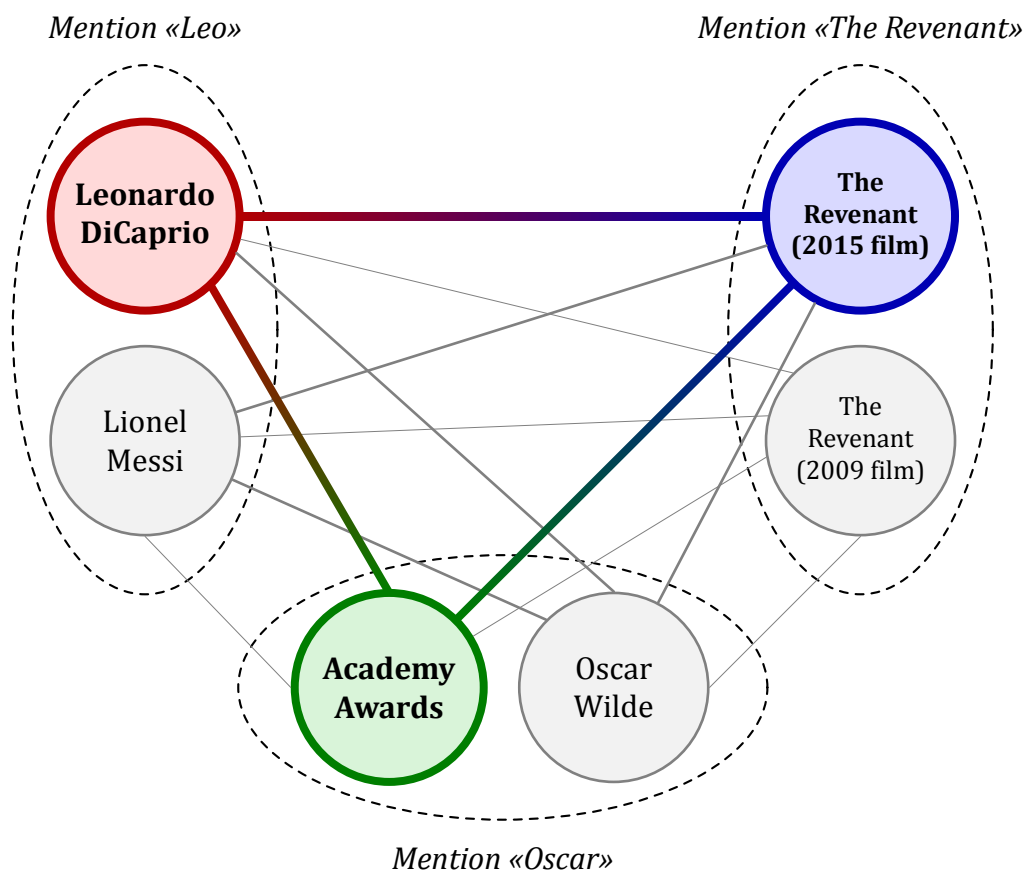 Mention «Leo»
Mention «The Revenant»
Leonardo
DiCaprio
The
Revenant
(2015 film)
Lionel
Messi
The
Revenant
(2009 film)
Academy
Awards
Oscar
Wilde
Mention «Oscar»